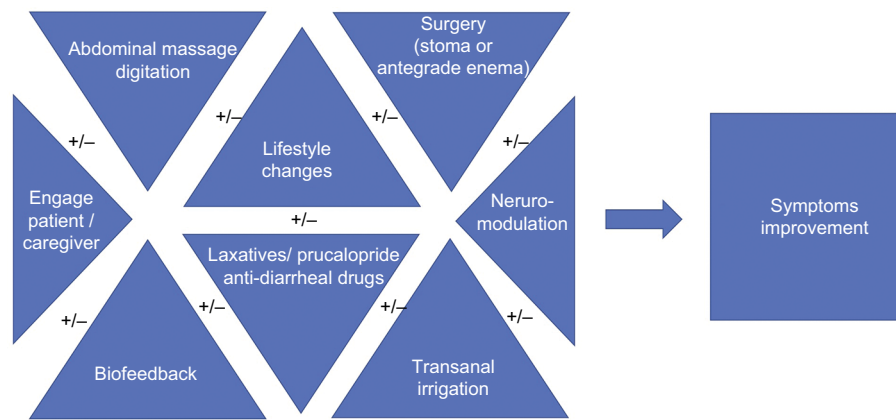 Abdominal massage
digitation
Surgery
(stoma or
antegrade enema)
+/–
+/–
+/–
+/–
Lifestyle
changes
Engage
patient /
caregiver
Neruro-
modulation
Symptoms
improvement
+/–
Laxatives/ prucalopride
anti-diarrheal drugs
+/–
+/–
+/–
+/–
Biofeedback
Transanal
irrigation